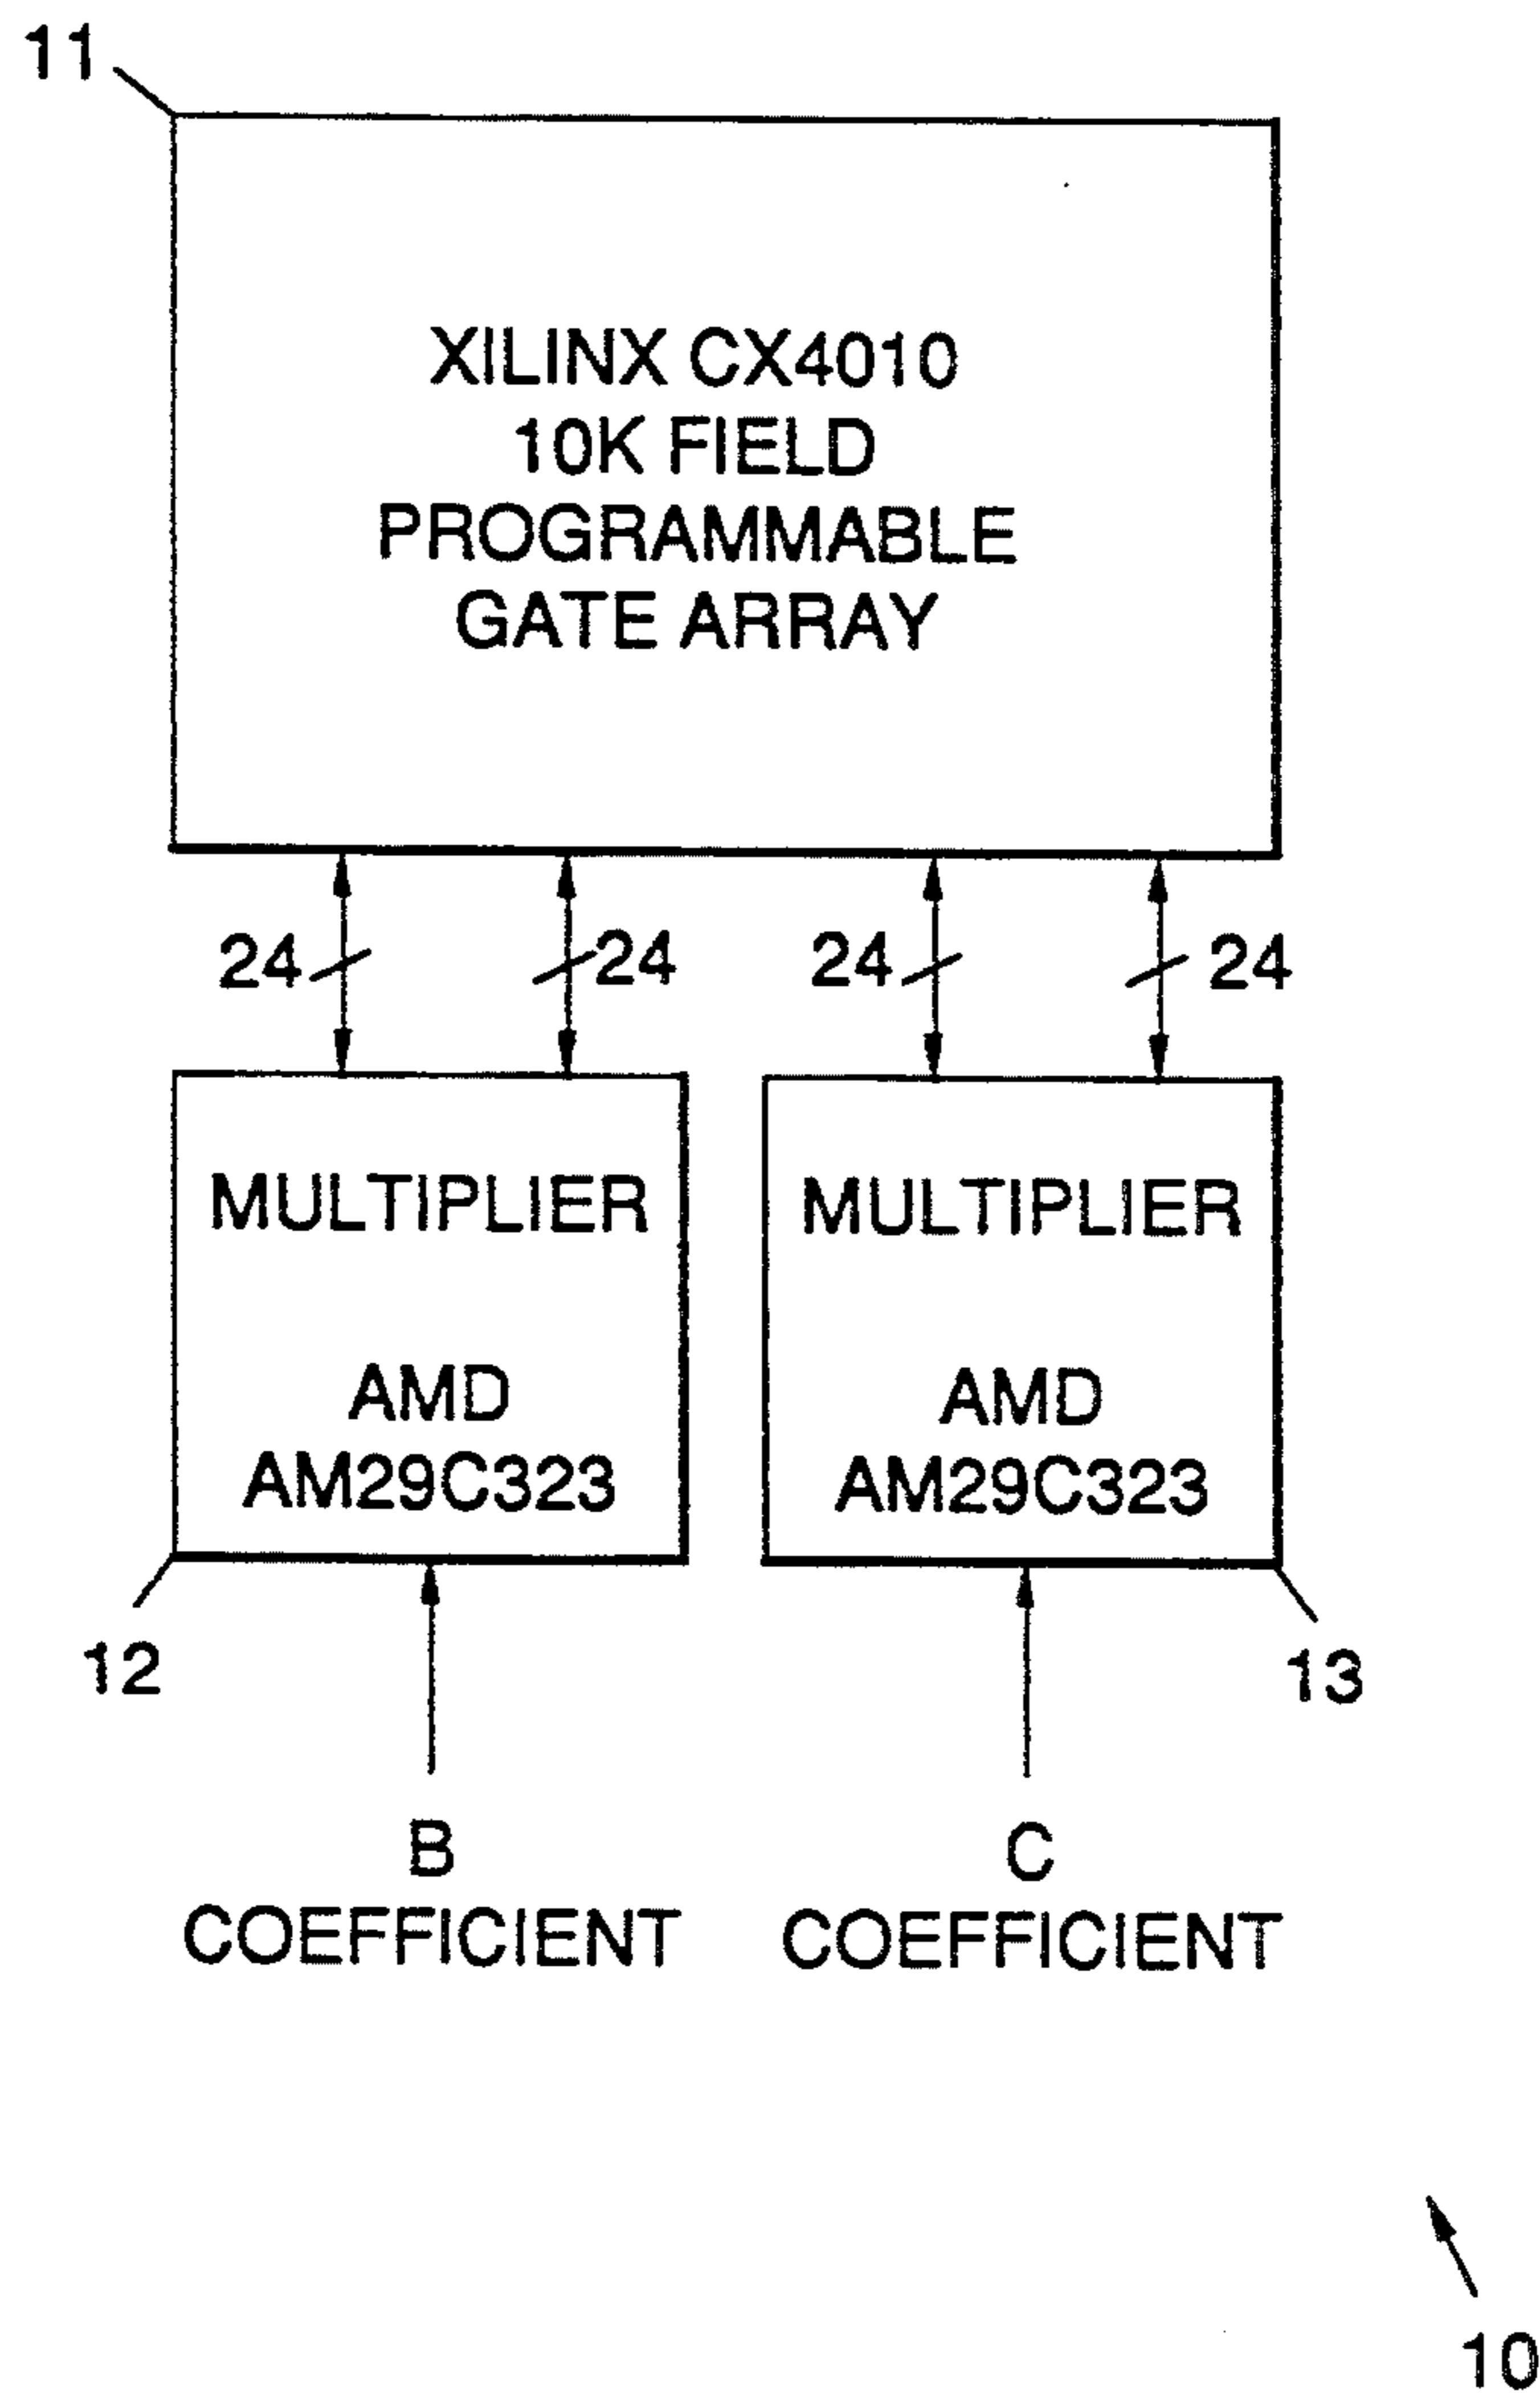 11
XILINX CX4010
10K FIELD
PROGRAMMABLE
GATE ARRAY
24 24 24 24
MULTIPLIER
AMD
AM29C323
MULTIPLIER
AMD
AM29C323
12
13
B
COEFFICIENT
C
COEFFICIENT
10